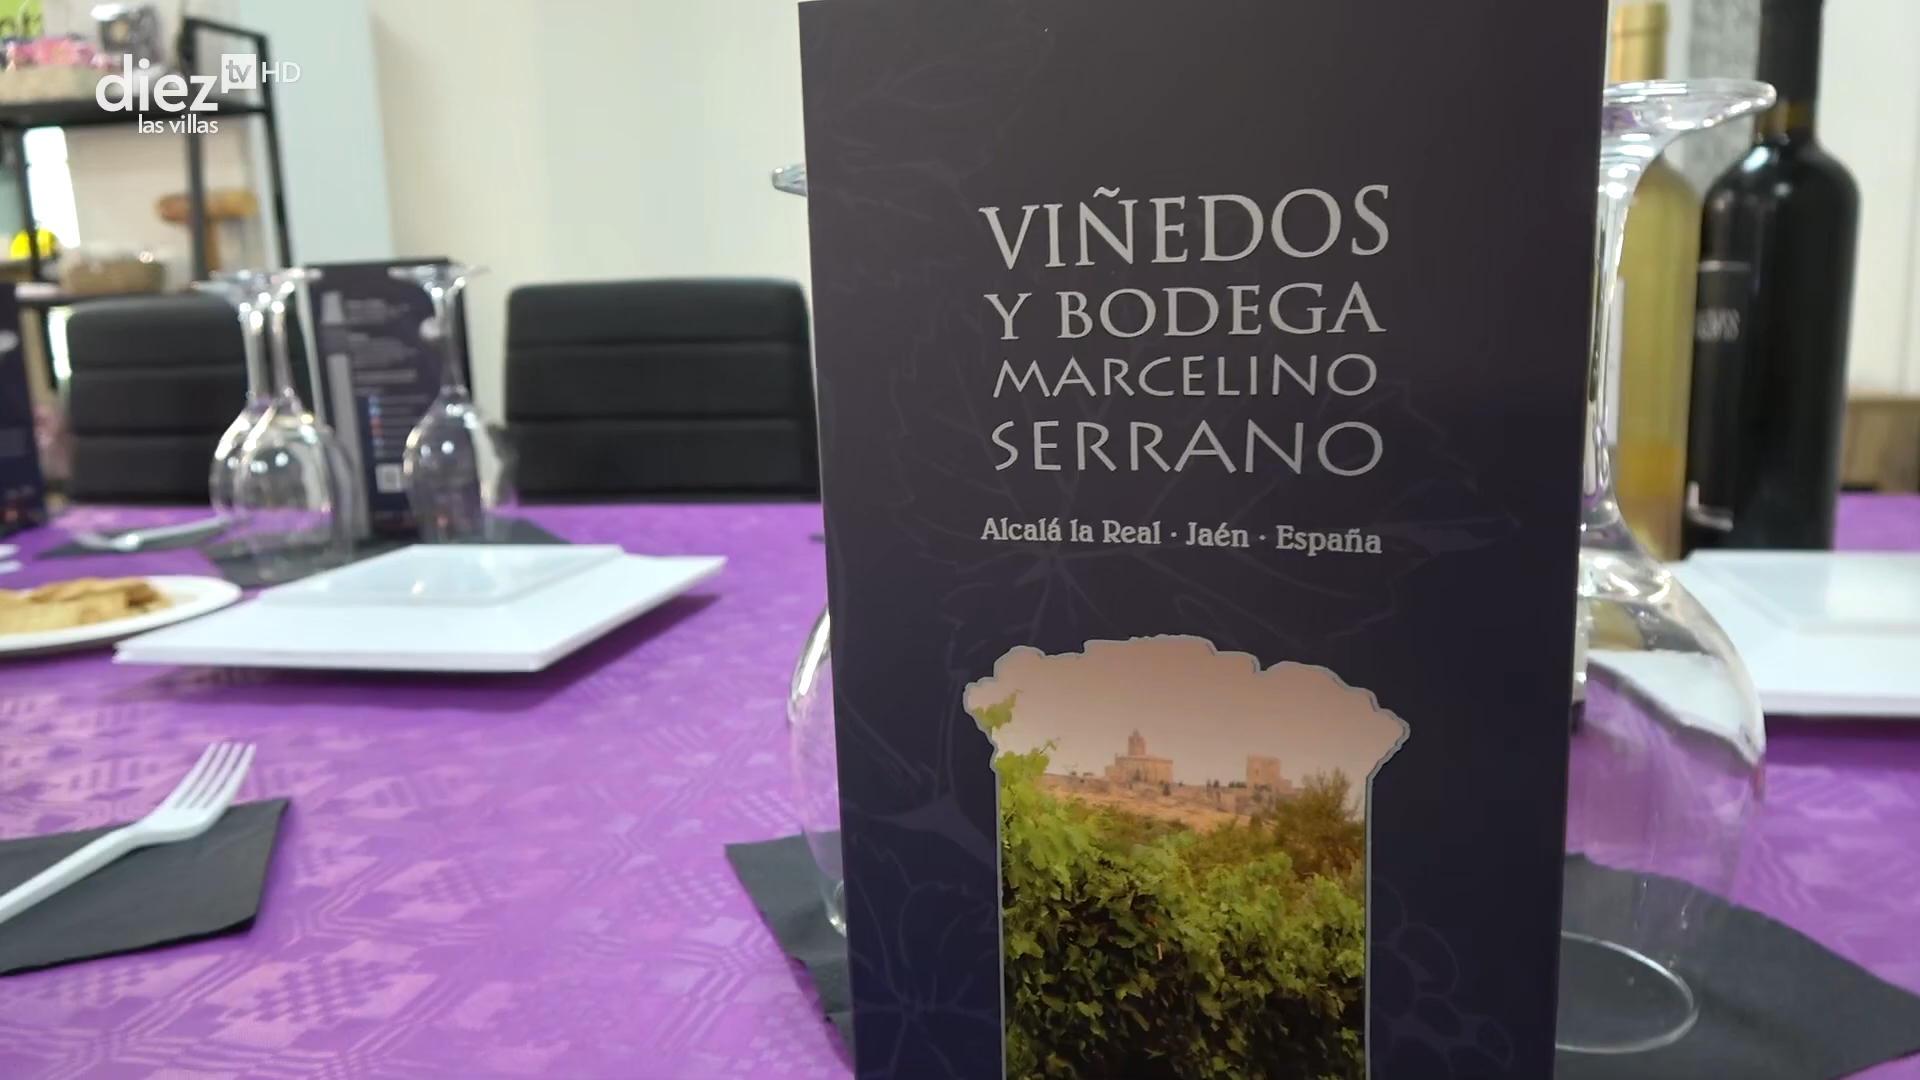 diez tv HD
las villas
VIÑEDOS
Y BODEGA
MARCELINO
SERRANO
Alcalá la Real · Jaén · España